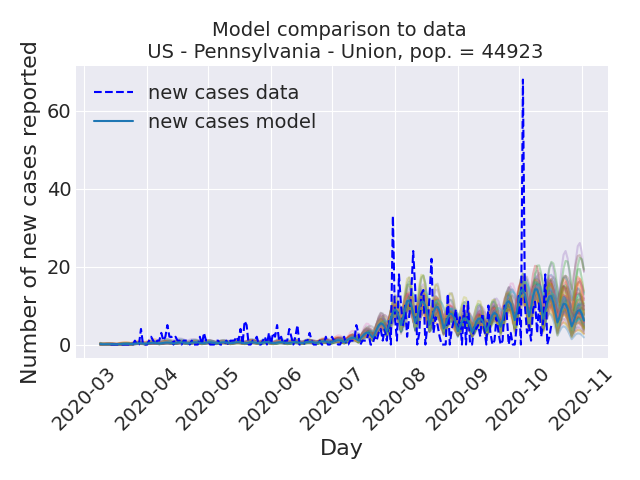 Model comparison to data
US - Pennsylvania - Union, pop. = 44923
Number of new cases reported
60
40
20
0
new cases data
new cases model
2020-03
2020-04
2020-05
2020-06
2020-07
2020-08
2020-09
2020-10
2020-11
Day